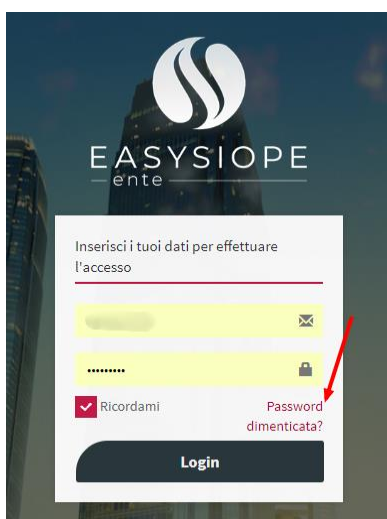 EASYSIOPE
ente
Inserisci i tuoi dati per effettuare
l'accesso
•••••••••
Ricordami
Password
dimenticata?
Login